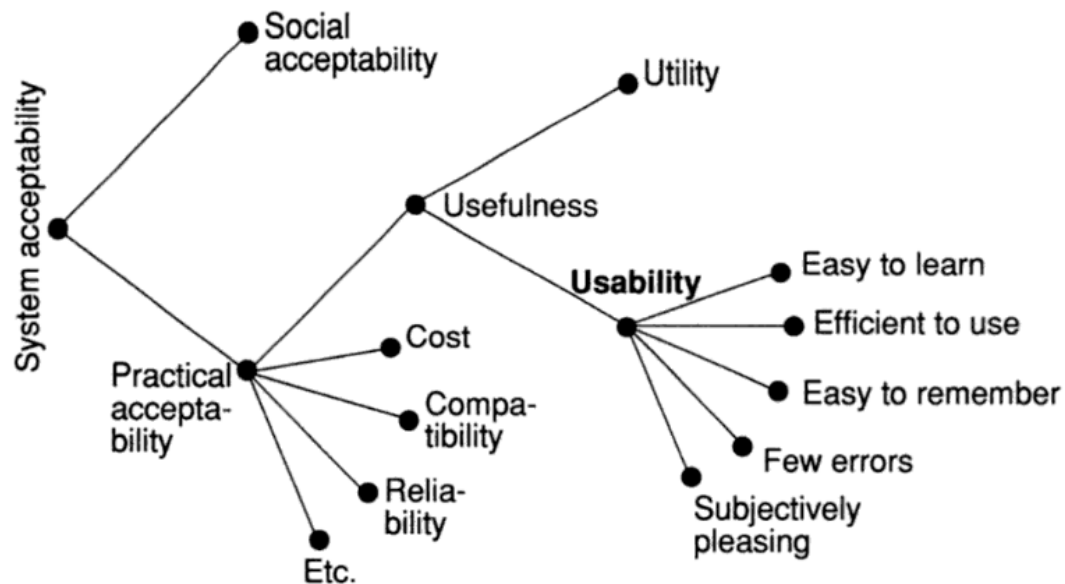 System acceptability
Social
acceptability
Utility
Usefulness
Usability
Easy to learn
Efficient to use
Easy to remember
Few errors
Subjectively
pleasing
Practical
accepta-
bility
Cost
Compa-
tibility
Relia-
bility
Etc.